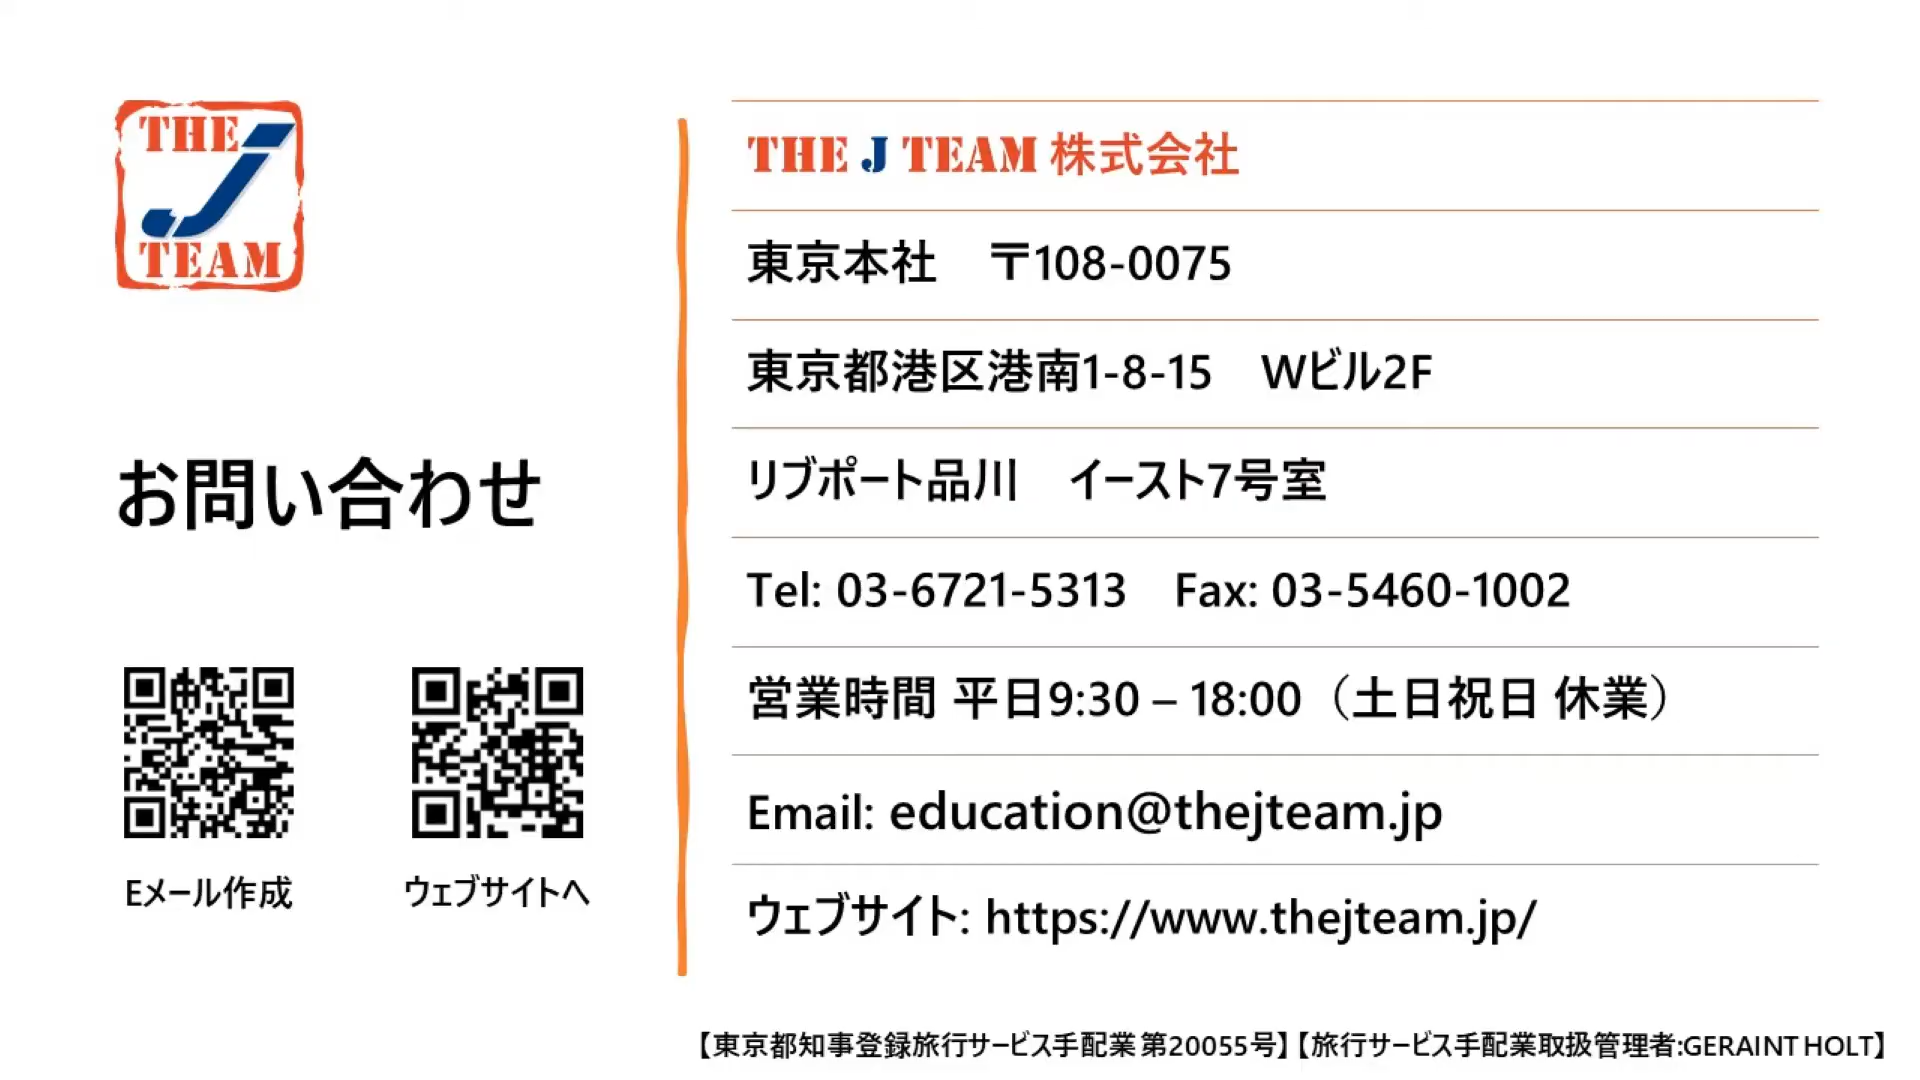 THE J TEAM
お問い合わせ
Eメール作成
ウェブサイトへ
THE J TEAM 株式会社
東京本社　〒108-0075
東京都港区港南1-8-15　Wビル2F
リブポート品川　イースト7号室
Tel: 03-6721-5313　Fax: 03-5460-1002
営業時間 平日9:30 – 18:00（土日祝日 休業）
Email: education@thejteam.jp
ウェブサイト: https://www.thejteam.jp/
【東京都知事登録旅行サービス手配業 第20055号】【旅行サービス手配業取扱管理者:GERAINT HOLT】